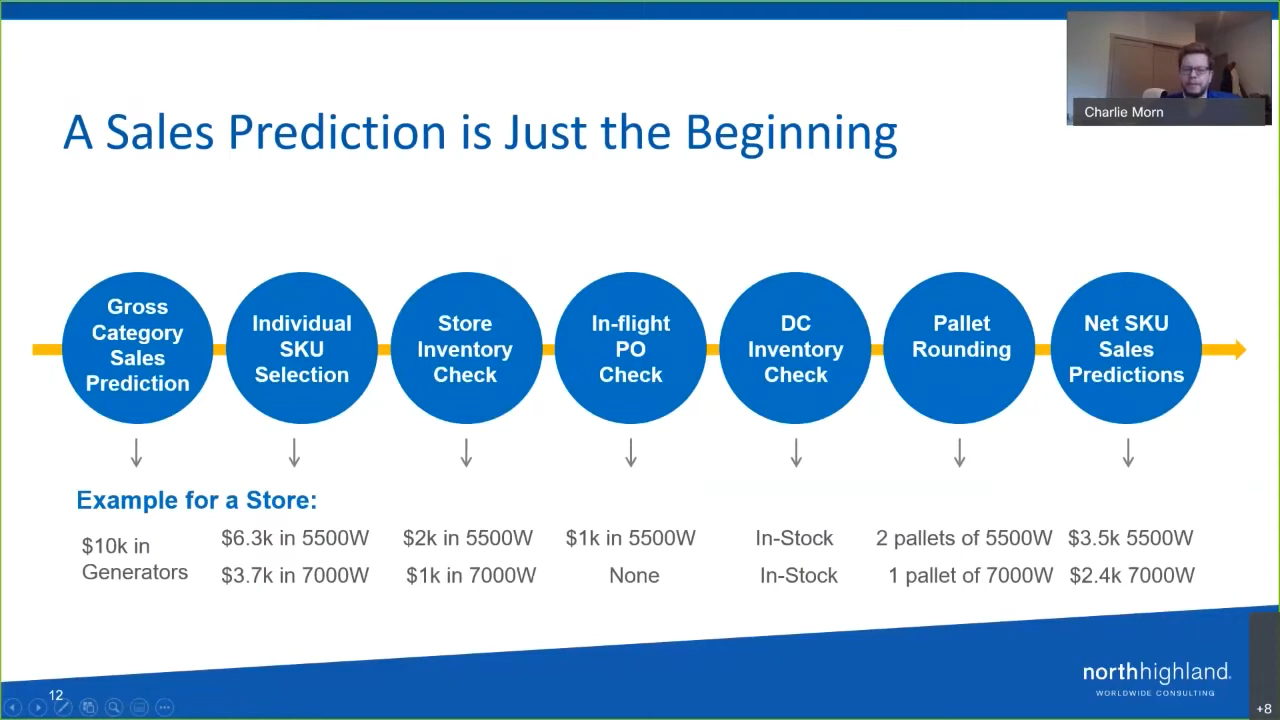 Charlie Morn
A Sales Prediction is Just the Beginning
Gross
Category
Sales
Prediction
Individual
SKU
Selection
Store
Inventory
Check
In-flight
PO
Check
DC
Inventory
Check
Pallet
Rounding
Net SKU
Sales
Predictions
Example for a Store:
$10k in
Generators
$6.3k in 5500W
$3.7k in 7000W
$2k in 5500W
$1k in 7000W
$1k in 5500W
None
In-Stock
In-Stock
2 pallets of 5500W
1 pallet of 7000W
$3.5k 5500W
$2.4k 7000W
12
northhighland.
WORLDWIDE CONSULTING
+8